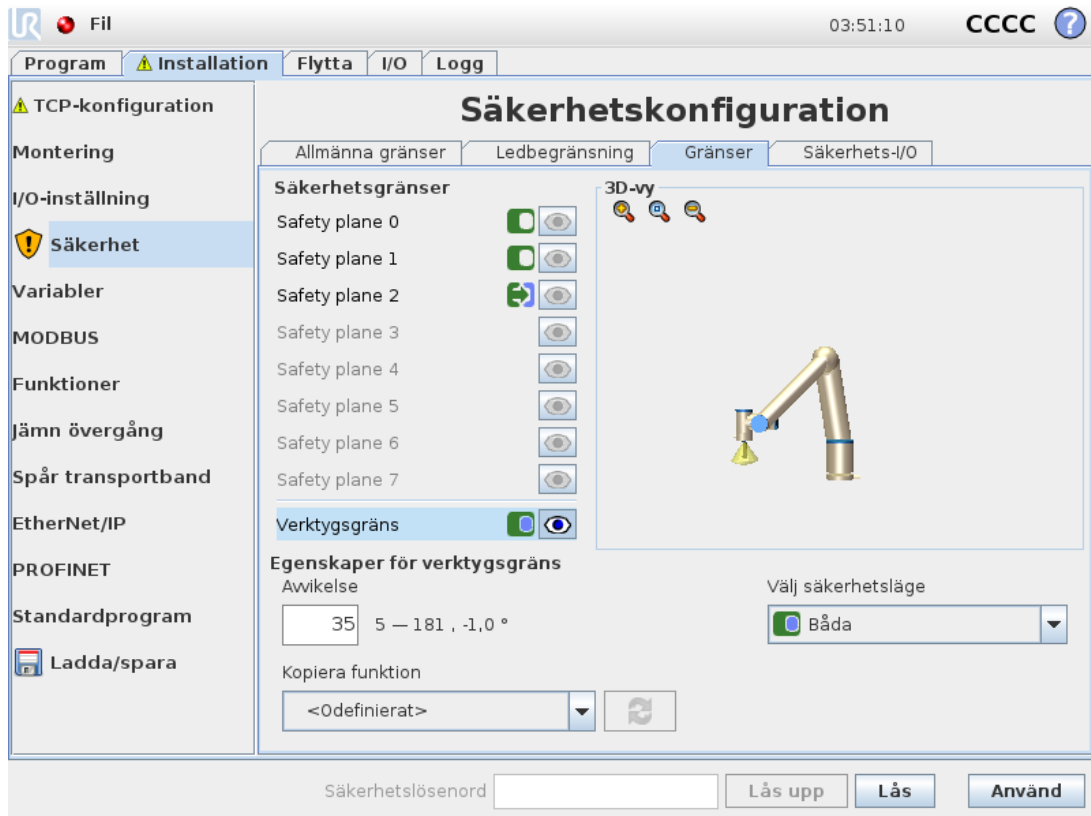 Fil
03:51:10
CCCC
?
Program
Installation
Flytta
I/O
Logg
TCP-konfiguration
Montering
I/O-inställning
Säkerhet
Variabler
MODBUS
Funktioner
Jämn övergång
Spår transportband
EtherNet/IP
PROFINET
Standardprogram
Ladda/spara
Säkerhetskonfiguration
Allmänna gränser
Ledbegränsning
Gränser
Säkerhets-I/O
Säkerhetsgränser
Safety plane 0
Safety plane 1
Safety plane 2
Safety plane 3
Safety plane 4
Safety plane 5
Safety plane 6
Safety plane 7
Verktygsgräns
3D-vy
Egenskaper för verktygsgräns
Avvikelse
35 5 — 181 , -1,0 °
Välj säkerhetsläge
Båda
Kopiera funktion
<Odefinierat>
Säkerhetslösenord
Lås upp
Lås
Använd